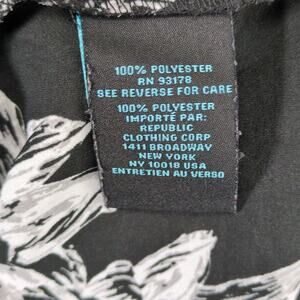 100% POLYESTER
RN 93178
SEE REVERSE FOR CARE
100% POLYESTER
IMPORTÉ PAR:
REPUBLIC
CLOTHING CORP
1411 BROADWAY
NEW YORK
NY 10018 USA
ENTRETIEN AU VERSO